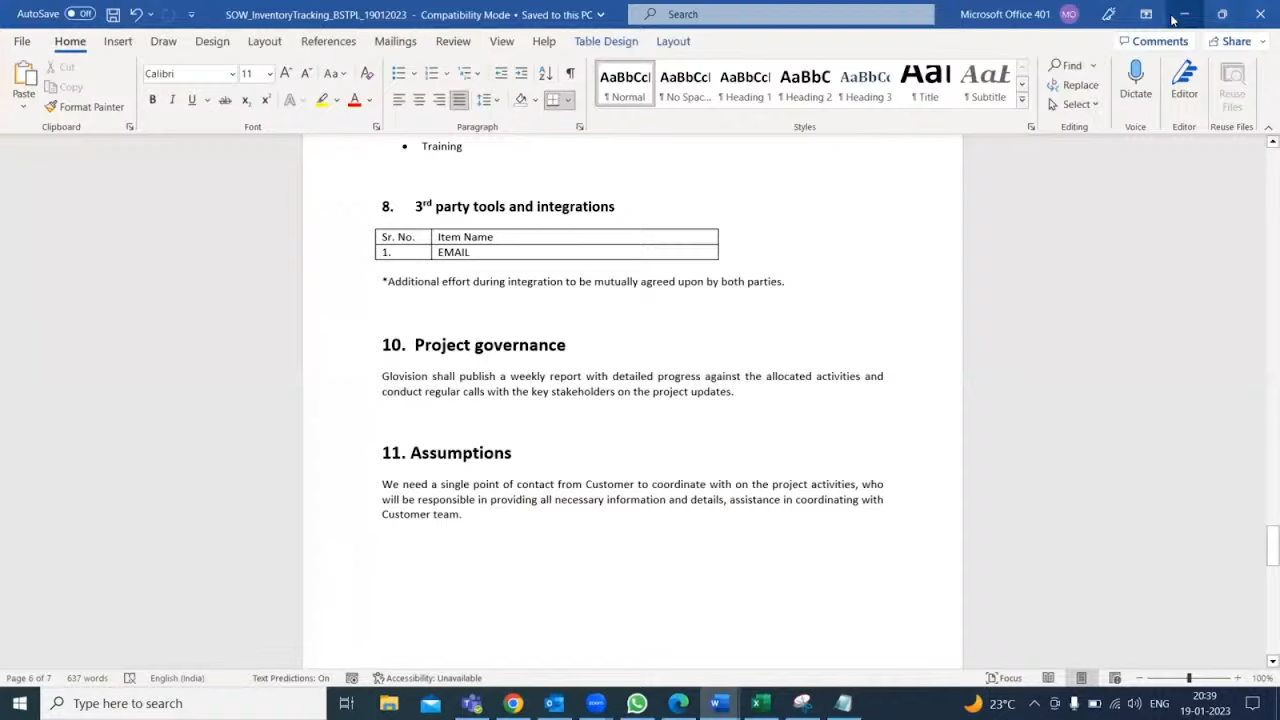 AutoSave Off SOW_InventoryTracking_BSTPL_19012023 - Compatibility Mode • Saved to this PC Search Microsoft Office 401 MO
File Home Insert Draw Design Layout References Mailings Review View Help Table Design Layout Comments Share
Paste Cut Copy Format Painter
Calibri 11
AaBbCcI AaBbCcI AaBbCcI AaBbC AaBbCc AaI AaE
¶ Normal ¶ No Spac... ¶ Heading 1 ¶ Heading 2 ¶ Heading 3 ¶ Title ¶ Subtitle
Find Replace Select
Dictate Editor Reuse Files
Clipboard Font Paragraph Styles Editing Voice Editor Reuse Files
• Training
8. 3rd party tools and integrations
Sr. No. Item Name
1. EMAIL
*Additional effort during integration to be mutually agreed upon by both parties.
10. Project governance
Glovision shall publish a weekly report with detailed progress against the allocated activities and
conduct regular calls with the key stakeholders on the project updates.
11. Assumptions
We need a single point of contact from Customer to coordinate with on the project activities, who
will be responsible in providing all necessary information and details, assistance in coordinating with
Customer team.
Page 6 of 7 637 words English (India) Text Predictions: On Accessibility: Unavailable Focus 100%
Type here to search 23°C ENG 20:39
19-01-2023